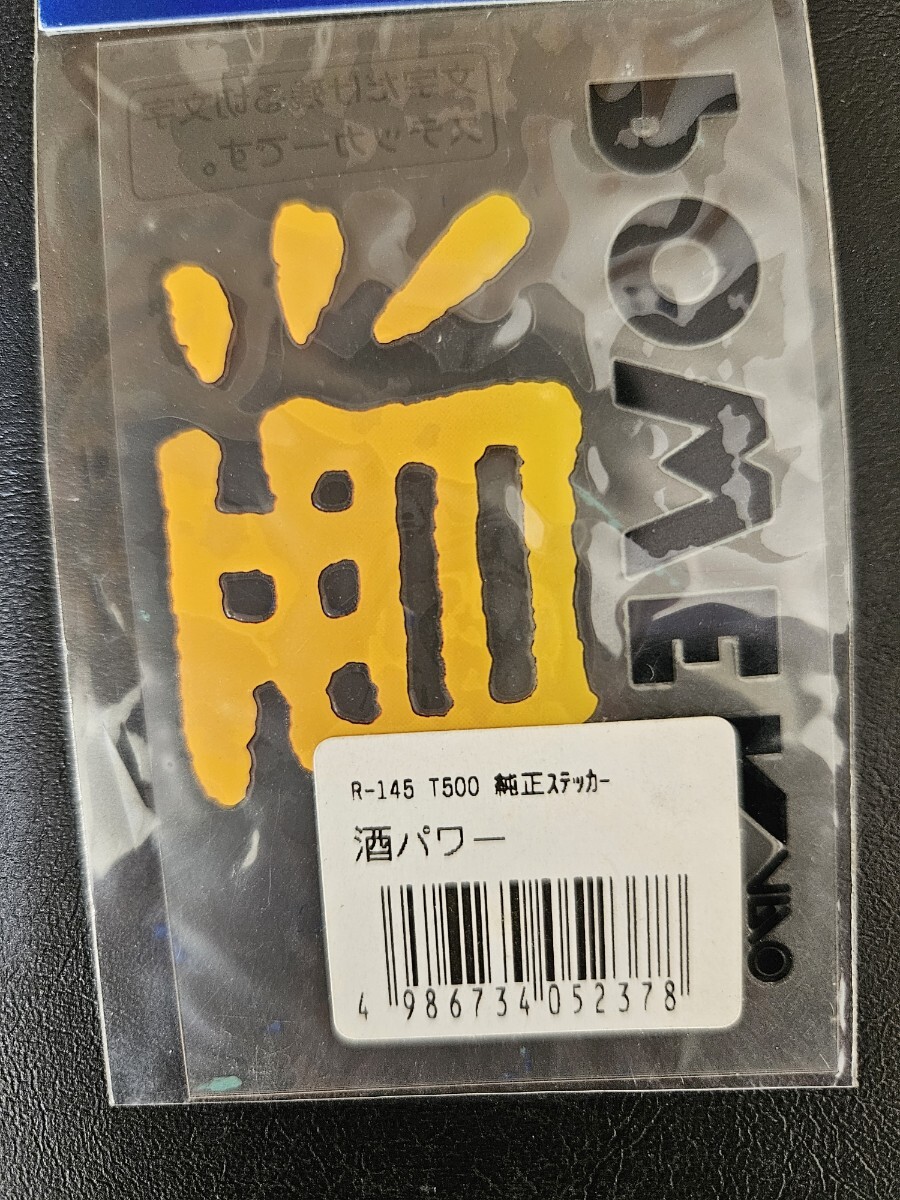 文字だけ残る切文字
ステッカーです。
酒
POWER
R-145 T500 純正ステッカー
酒パワー
4 986734 052378